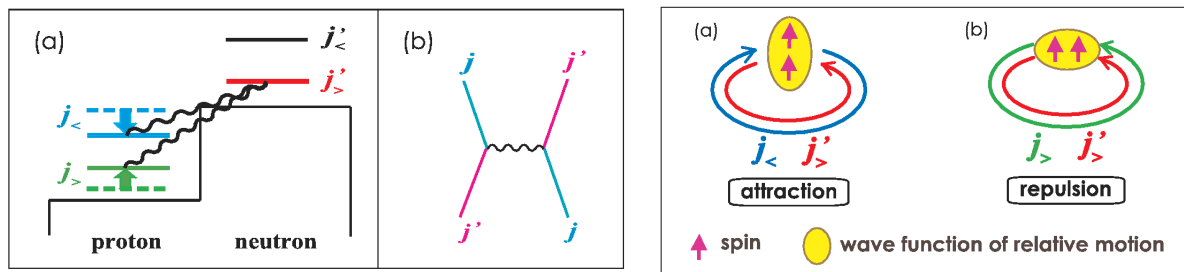 (a)
j'<
j'>
j<
j>
proton
neutron
(b)
j
j'
j'
j
(a)
j<
j'>
attraction
(b)
j>
j'>
repulsion
spin
wave function of relative motion